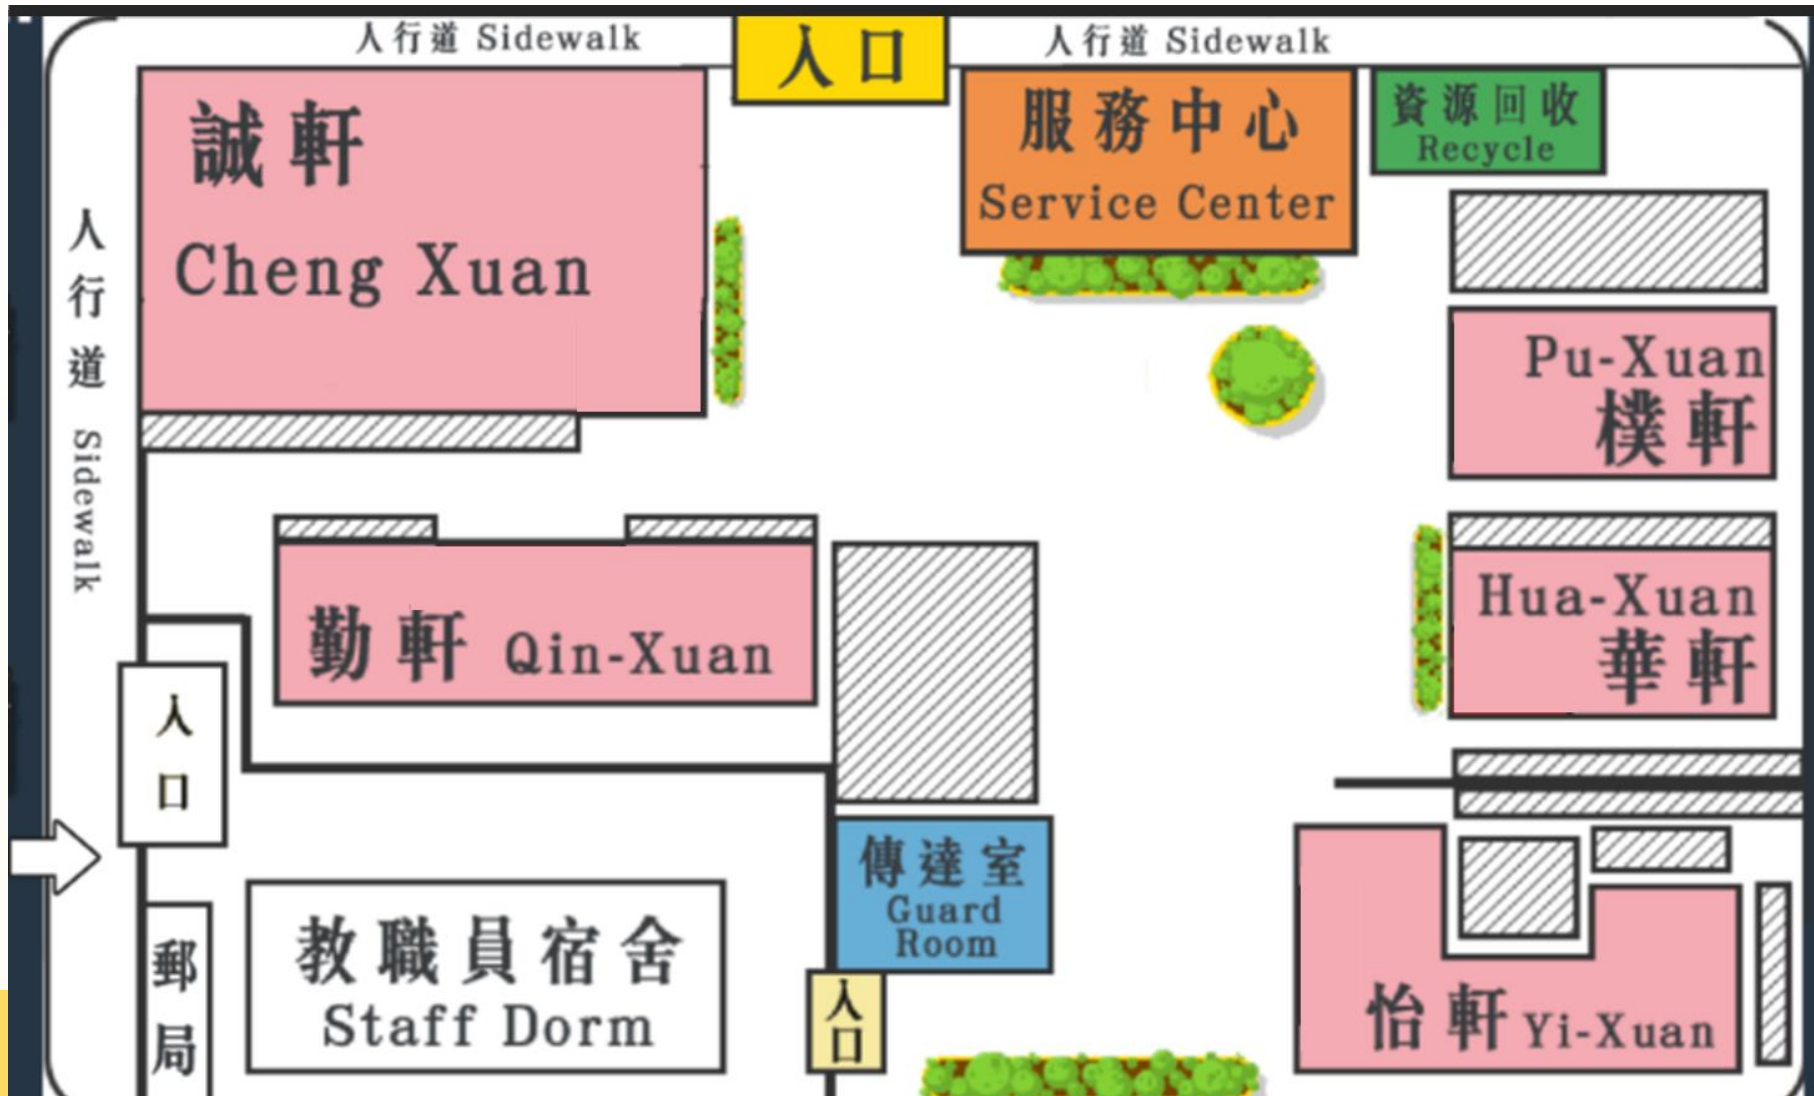 人行道 Sidewalk
入口
人行道 Sidewalk
誠軒
Cheng Xuan
服務中心
Service Center
資源回收
Recycle
人行道 Sidewalk
Pu-Xuan
樸軒
勤軒 Qin-Xuan
Hua-Xuan
華軒
入口
傳達室
Guard
Room
教職員宿舍
Staff Dorm
郵局
入口
怡軒 Yi-Xuan